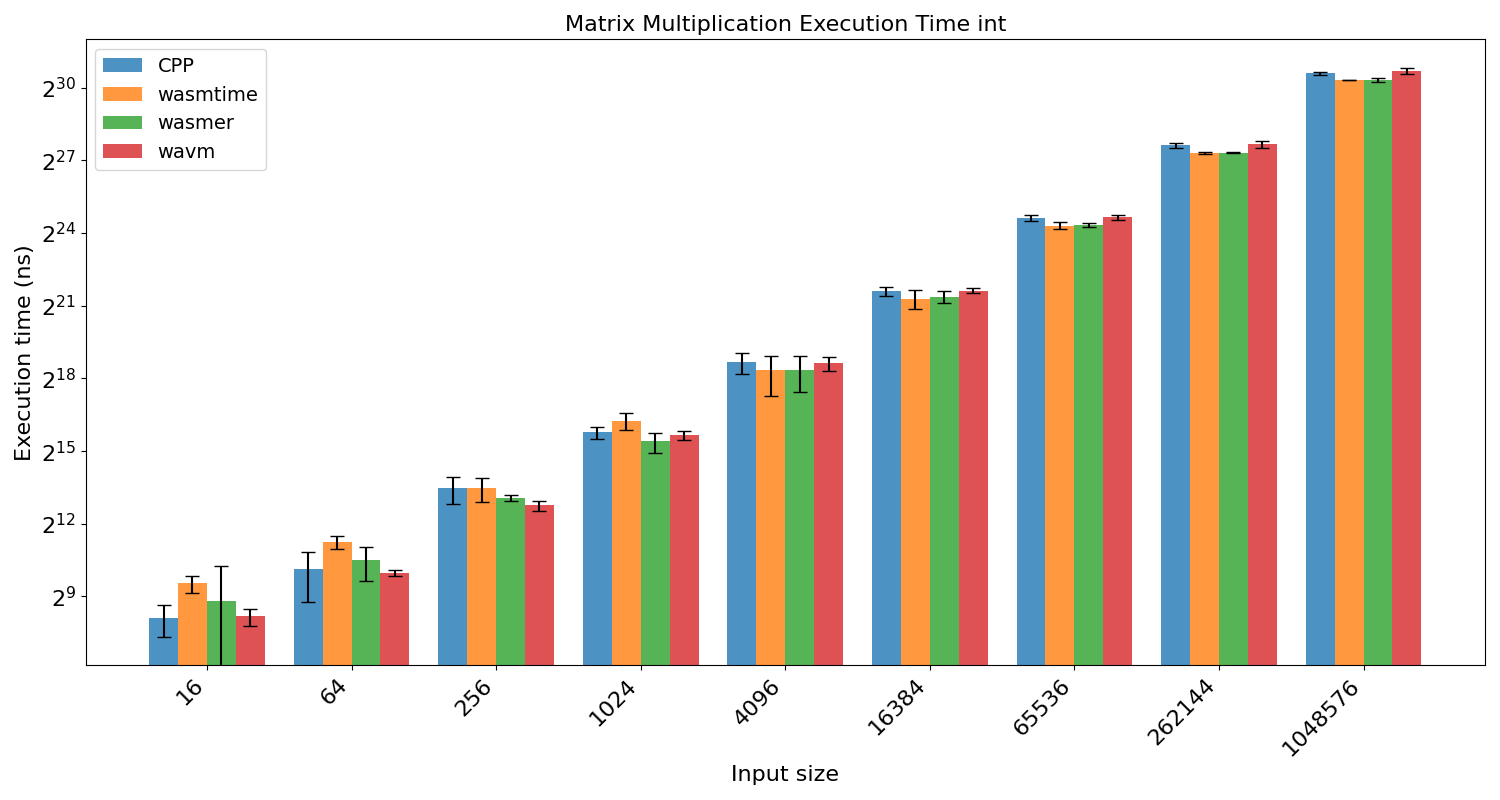 Matrix Multiplication Execution Time int
CPP
wasmtime
wasmer
wavm
Execution time (ns)
2^30
2^27
2^24
2^21
2^18
2^15
2^12
2^9
16
64
256
1024
4096
16384
65536
262144
1048576
Input size